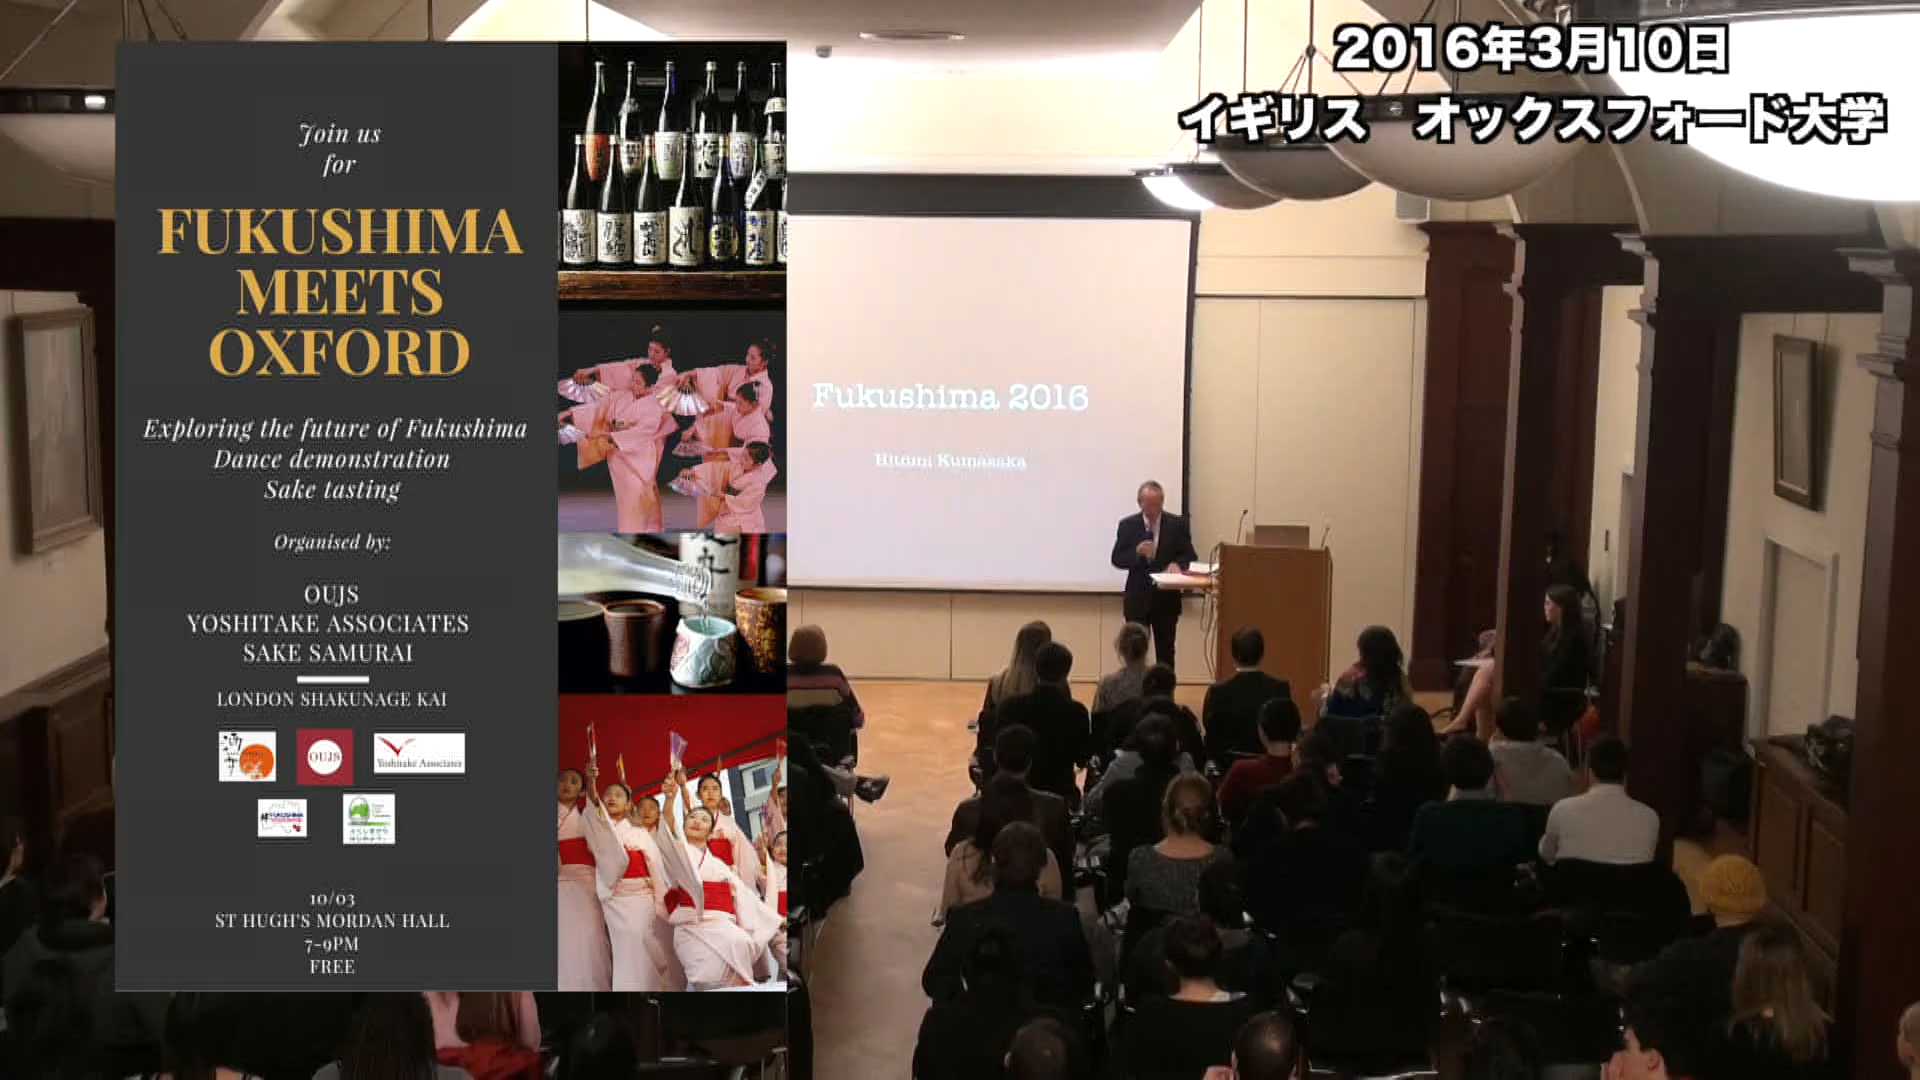 2016年3月10日
イギリス オックスフォード大学
Join us
for
FUKUSHIMA
MEETS
OXFORD
Exploring the future of Fukushima
Dance demonstration
Sake tasting
Organised by:
OUJS
YOSHITAKE ASSOCIATES
SAKE SAMURAI
LONDON SHAKUNAGE KAI
OUJS
Yoshitake Associates
FUKUSHIMA
10/03
ST HUGH'S MORDAN HALL
7-9PM
FREE
Fukushima 2016
Hitomi Kumasaka